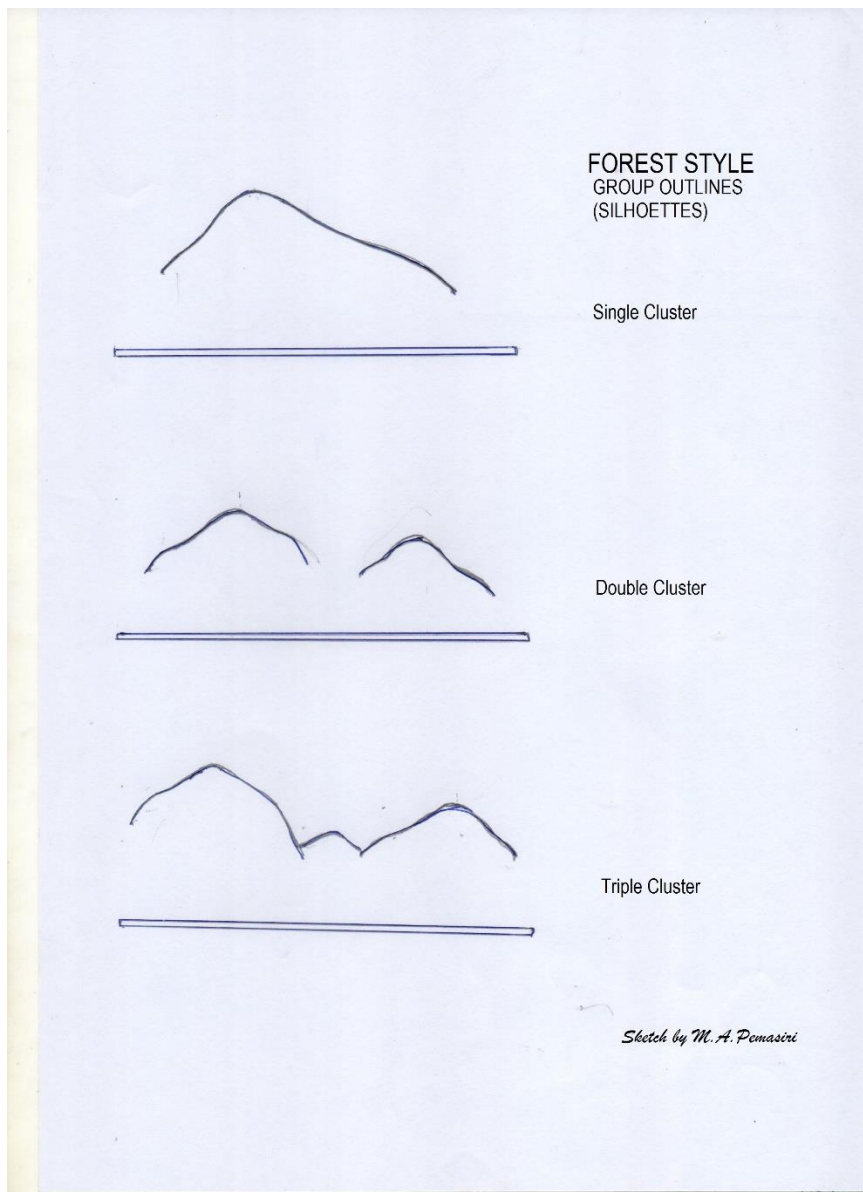 FOREST STYLE
GROUP OUTLINES
(SILHOETTES)
Single Cluster
Double Cluster
Triple Cluster
Sketch by M.A.Pemasiri